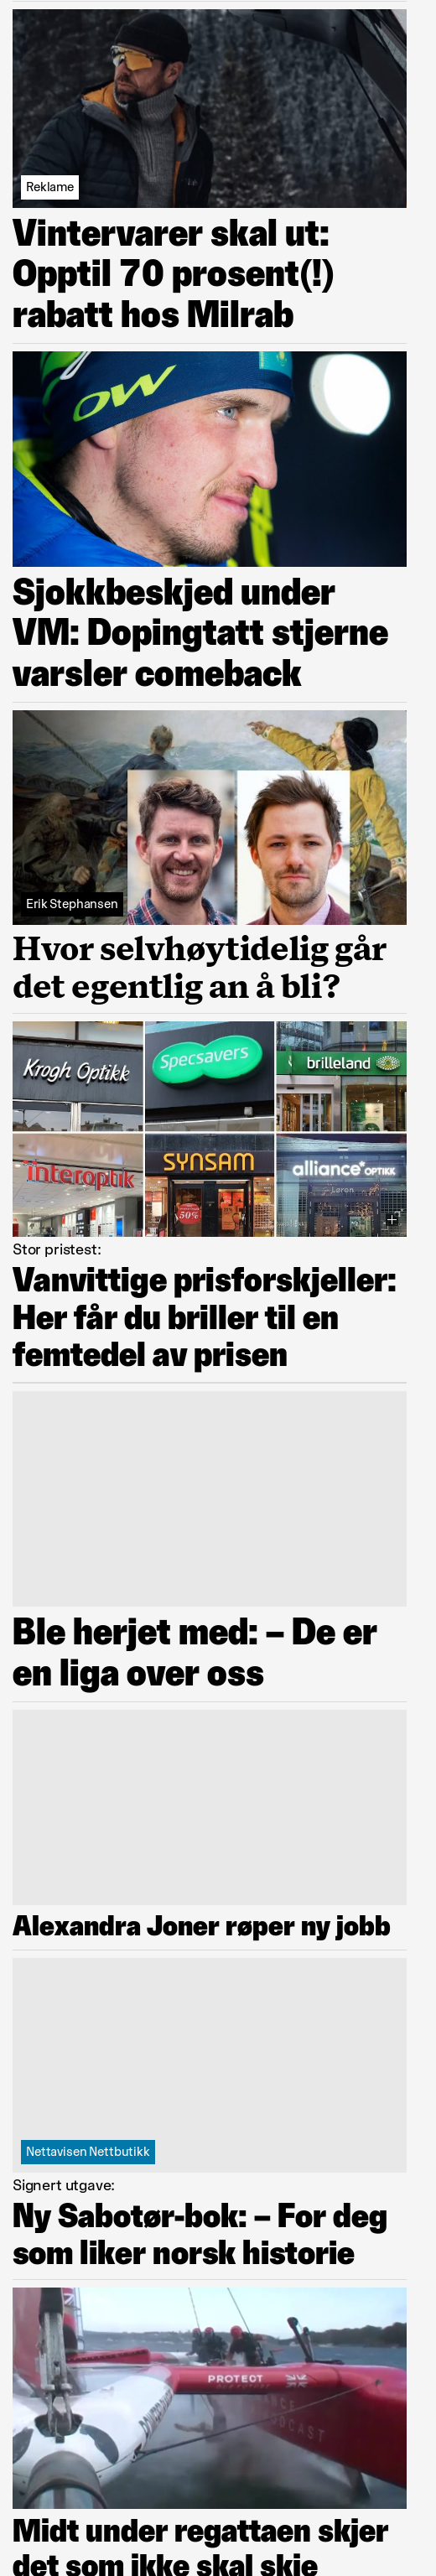 Reklame
Vintervarer skal ut:
Opptil 70 prosent(!)
rabatt hos Milrab
OW
Sjokkbeskjed under
VM: Dopingtatt stjerne
varsler comeback
Erik Stephansen
Hvor selvhøytidelig går
det egentlig an å bli?
Krogh Optikk
Specsavers
brilleland
interoptik
SYNSAM
50%
alliance OPTIKK
Løren
Stor pristest:
Vanvittige prisforskjeller:
Her får du briller til en
femtedel av prisen
Ble herjet med: – De er
en liga over oss
Alexandra Joner røper ny jobb
Nettavisen Nettbutikk
Signert utgave:
Ny Sabotør-bok: – For deg
som liker norsk historie
PROTECT
Midt under regattaen skjer
det som ikke skal skje